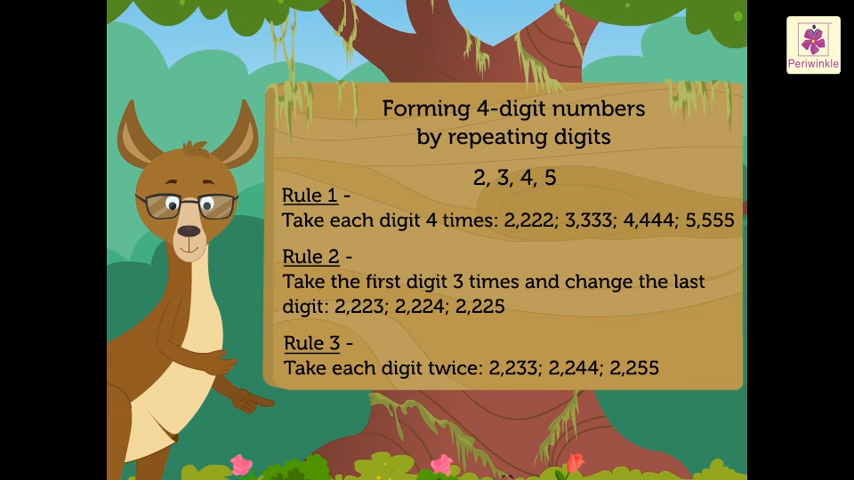 Periwinkle
Forming 4-digit numbers
by repeating digits
2, 3, 4, 5
Rule 1 -
Take each digit 4 times: 2,222; 3,333; 4,444; 5,555
Rule 2 -
Take the first digit 3 times and change the last
digit: 2,223; 2,224; 2,225
Rule 3 -
Take each digit twice: 2,233; 2,244; 2,255